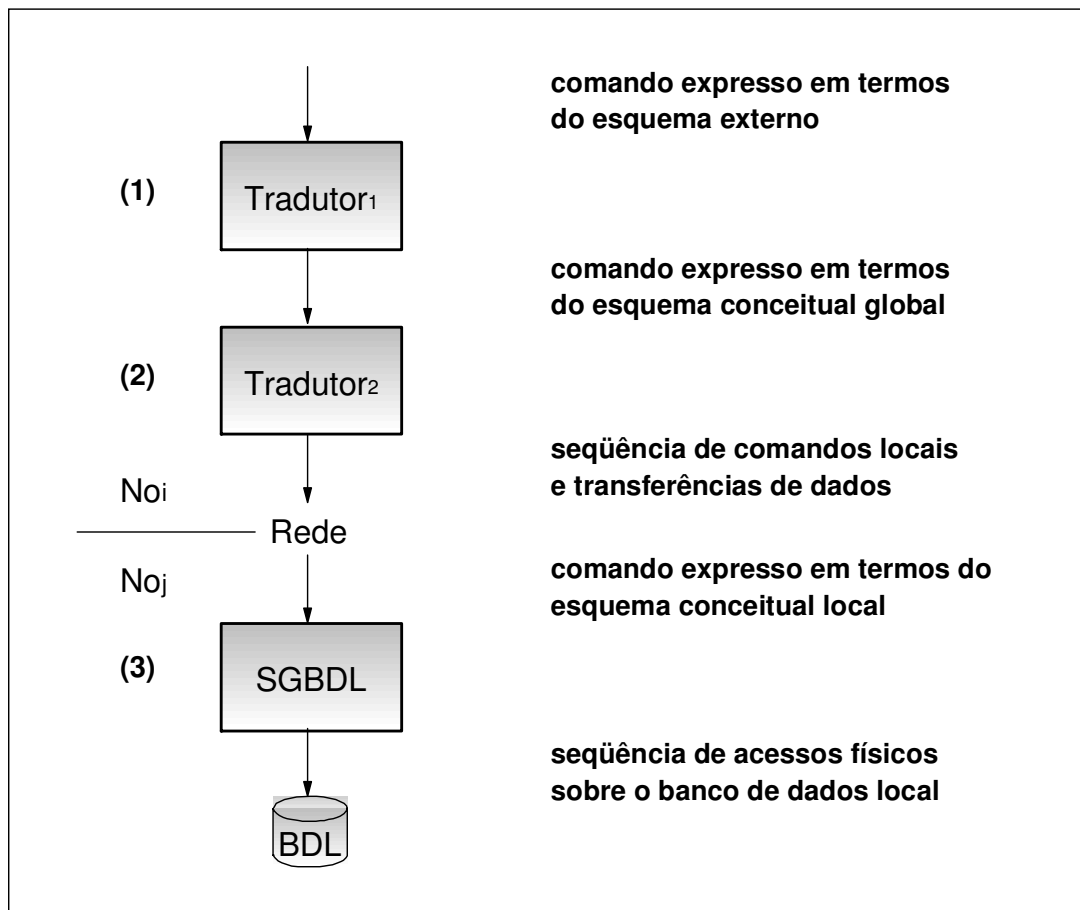 comando expresso em termos
do esquema externo
(1)
Tradutor1
comando expresso em termos
do esquema conceitual global
(2)
Tradutor2
seqüência de comandos locais
e transferências de dados
Noi
Rede
Noj
comando expresso em termos do
esquema conceitual local
(3)
SGBDL
seqüência de acessos físicos
sobre o banco de dados local
BDL